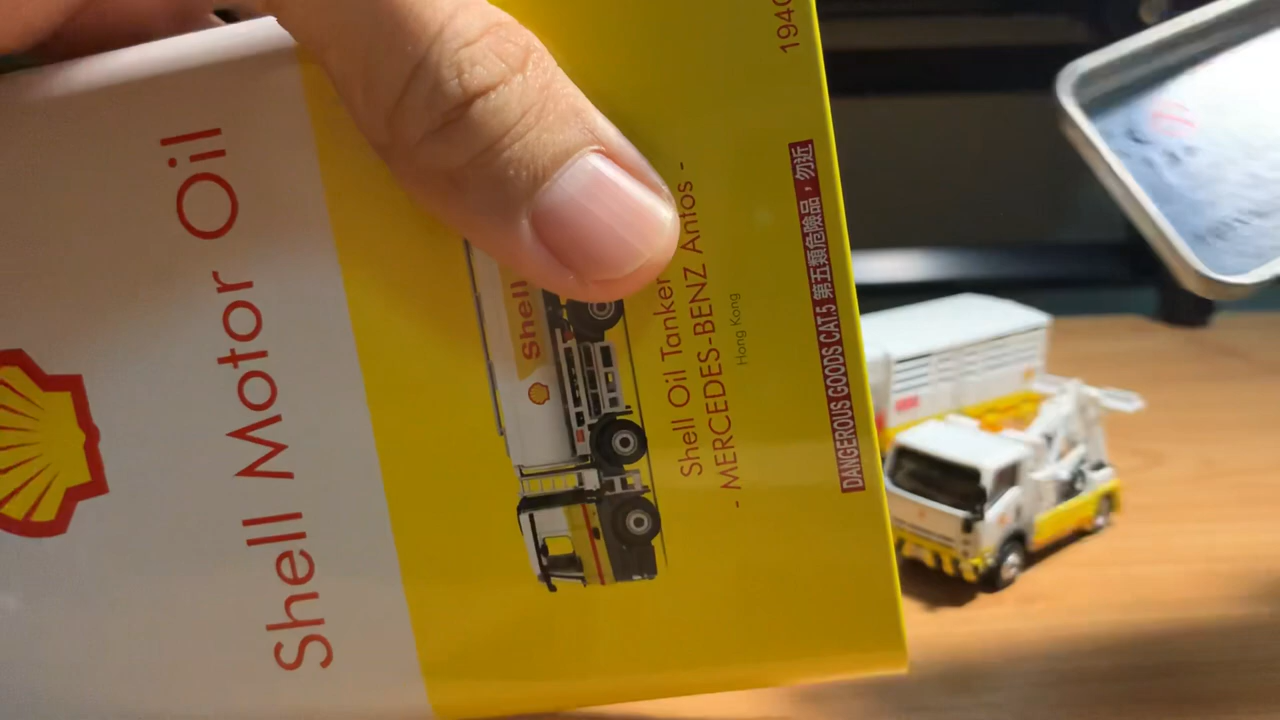 Shell Motor Oil
Shell
Shell Oil Tanker
- MERCEDES-BENZ Antos -
Hong Kong
DANGEROUS GOODS CAT.5 第五類危險品，勿近
1940